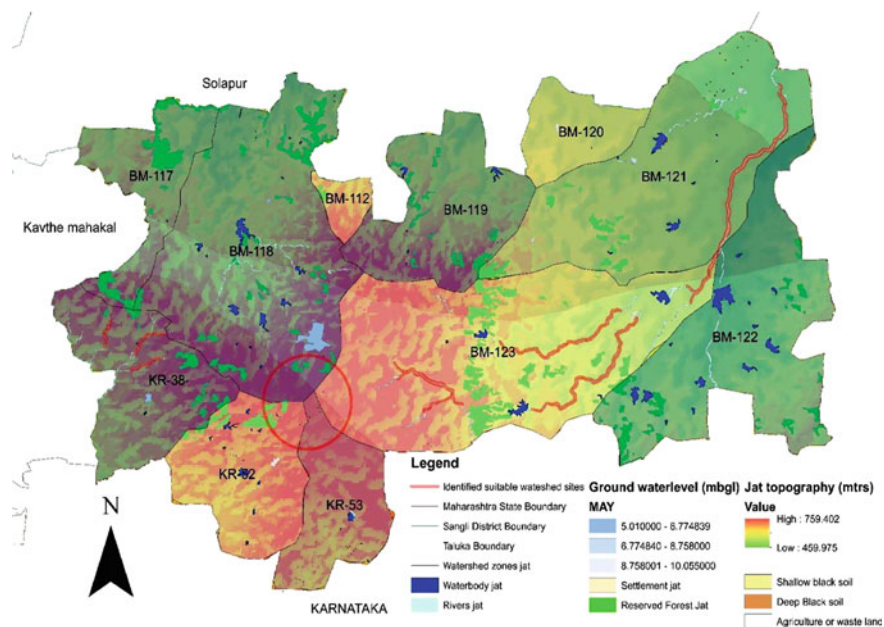 Solapur
BM-117
BM-112
BM-119
BM-120
BM-121
Kavthe mahakal
BM-118
BM-123
BM-122
KR-38
KR-52
KR-53
N
KARNATAKA
Legend
Identified suitable wateshed sites
Maharashtra State Boundary
Sangli District Boundary
Taluka Boundary
Watershed zones jat
Waterbody jat
Rivers jat
Ground waterlevel (mbgl)
MAY
5.010000 - 6.774839
6.774840 - 8.758000
8.758001 - 10.055000
Settlement jat
Reserved Forest Jat
Jat topography (mtrs)
Value
High : 759.402
Low : 459.975
Shallow black soil
Deep Black soil
Agriculture or waste land